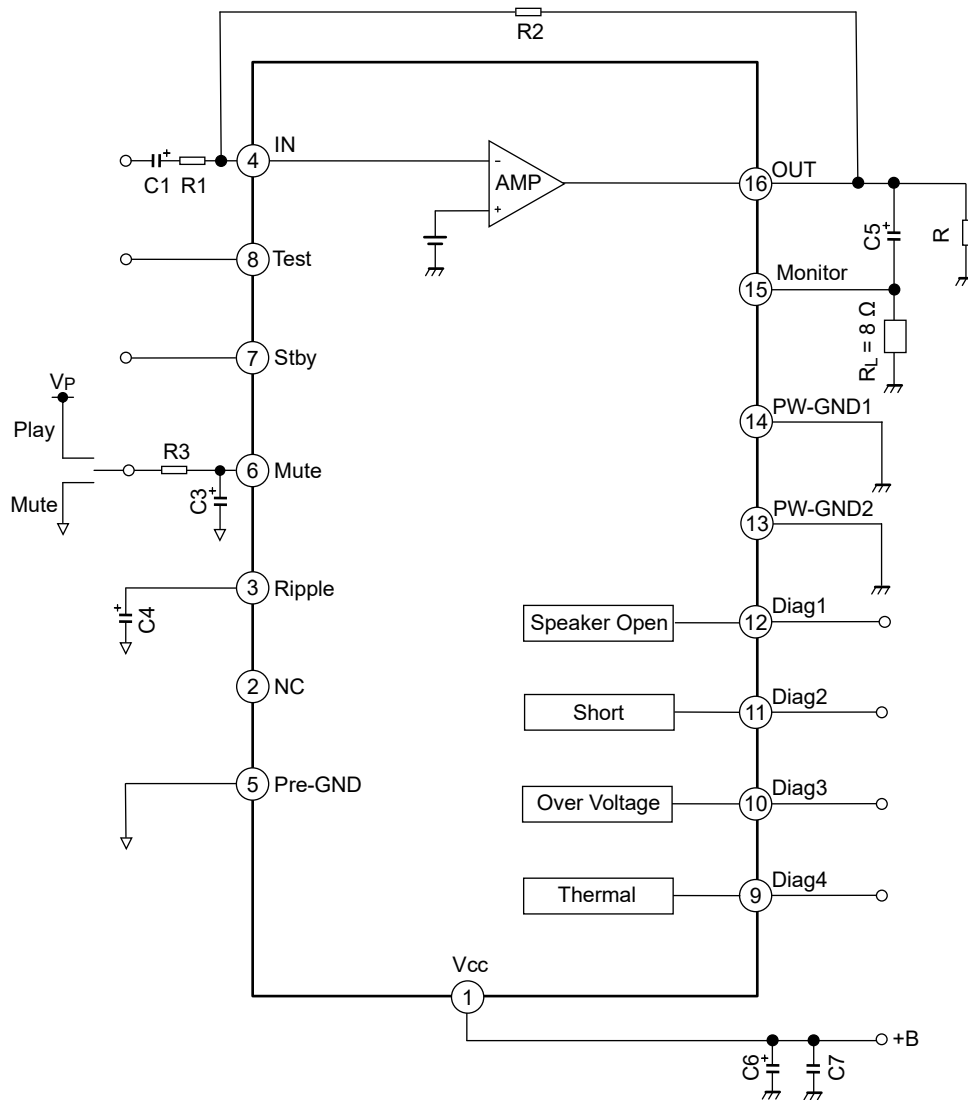 R2
IN
4
+
C1
R1
-
AMP
+
16
OUT
+
C5
R
8
Test
15
Monitor
RL = 8 Ω
7
Stby
VP
Play
R3
6
Mute
+
C3
Mute
14
PW-GND1
13
PW-GND2
3
Ripple
+
C4
Speaker Open
12
Diag1
2
NC
Short
11
Diag2
5
Pre-GND
Over Voltage
10
Diag3
Thermal
9
Diag4
Vcc
1
+B
C6
+
C7